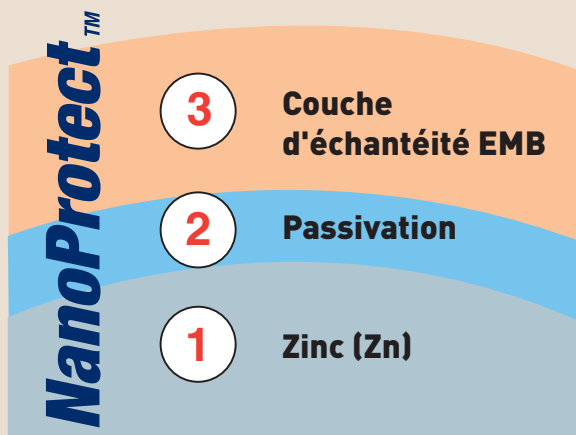 NanoProtect™
3
Couche
d'échantéité EMB
2
Passivation
1
Zinc (Zn)